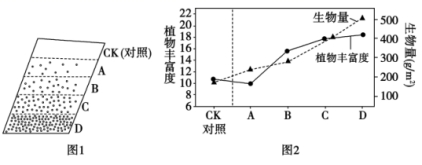 CK(对照)
A
B
C
D
图1
植物丰富度
22
20
18
16
14
12
10
8
6
生物量
植物丰富度
500
400
300
200
100
生物量(g/m²)
CK A B C D
对照
图2